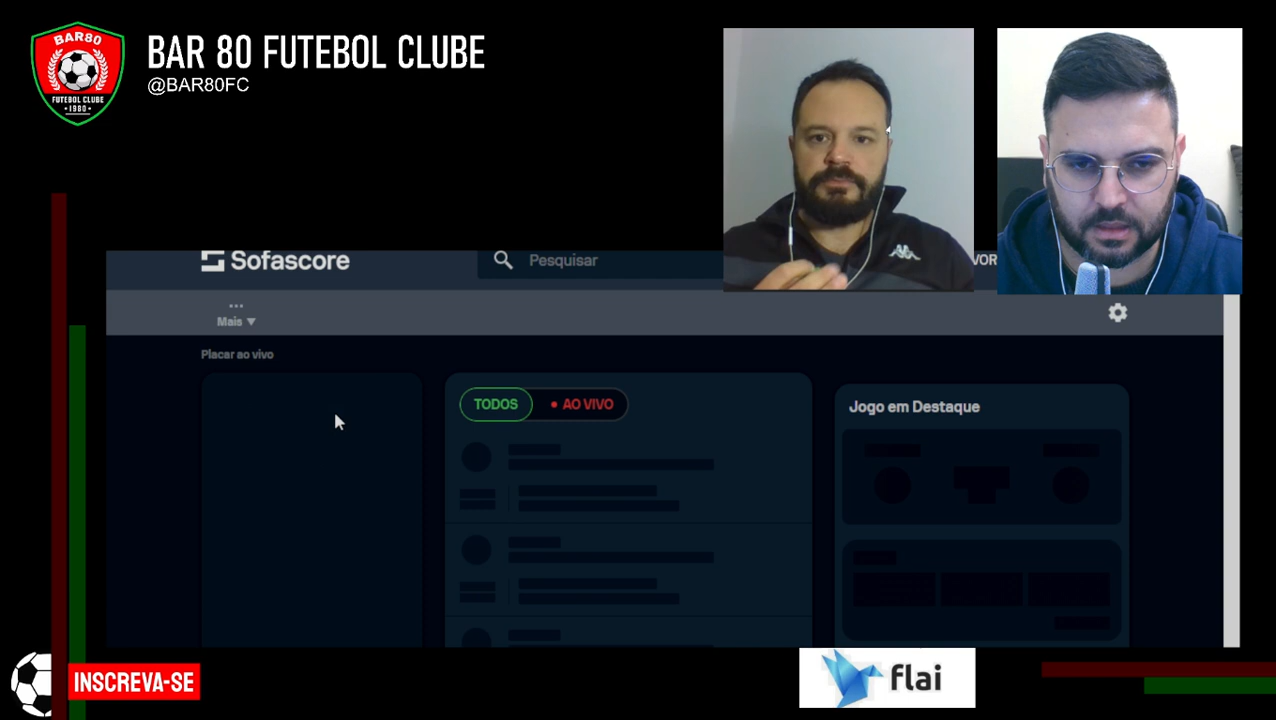 BAR80
FUTEBOL CLUBE
1980
BAR 80 FUTEBOL CLUBE
@BAR80FC
Sofascore
Pesquisar
Mais
Placar ao vivo
TODOS
AO VIVO
Jogo em Destaque
INSCREVA-SE
flai